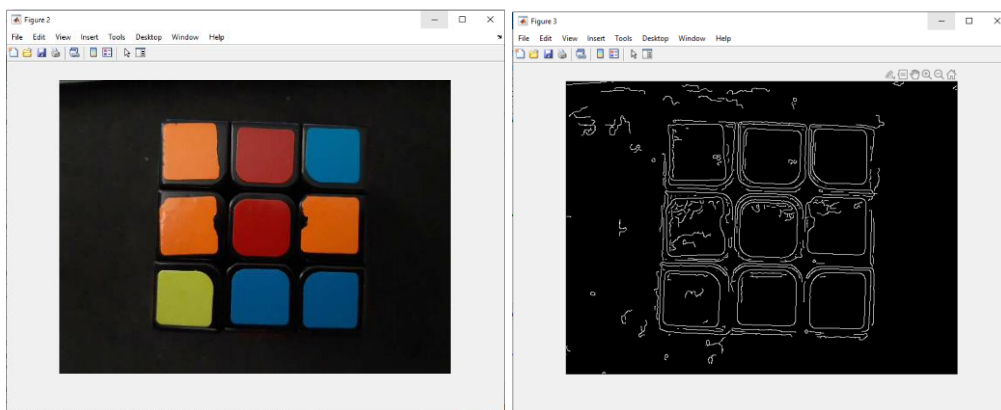 Figure 2
File Edit View Insert Tools Desktop Window Help
Figure 3
File Edit View Insert Tools Desktop Window Help